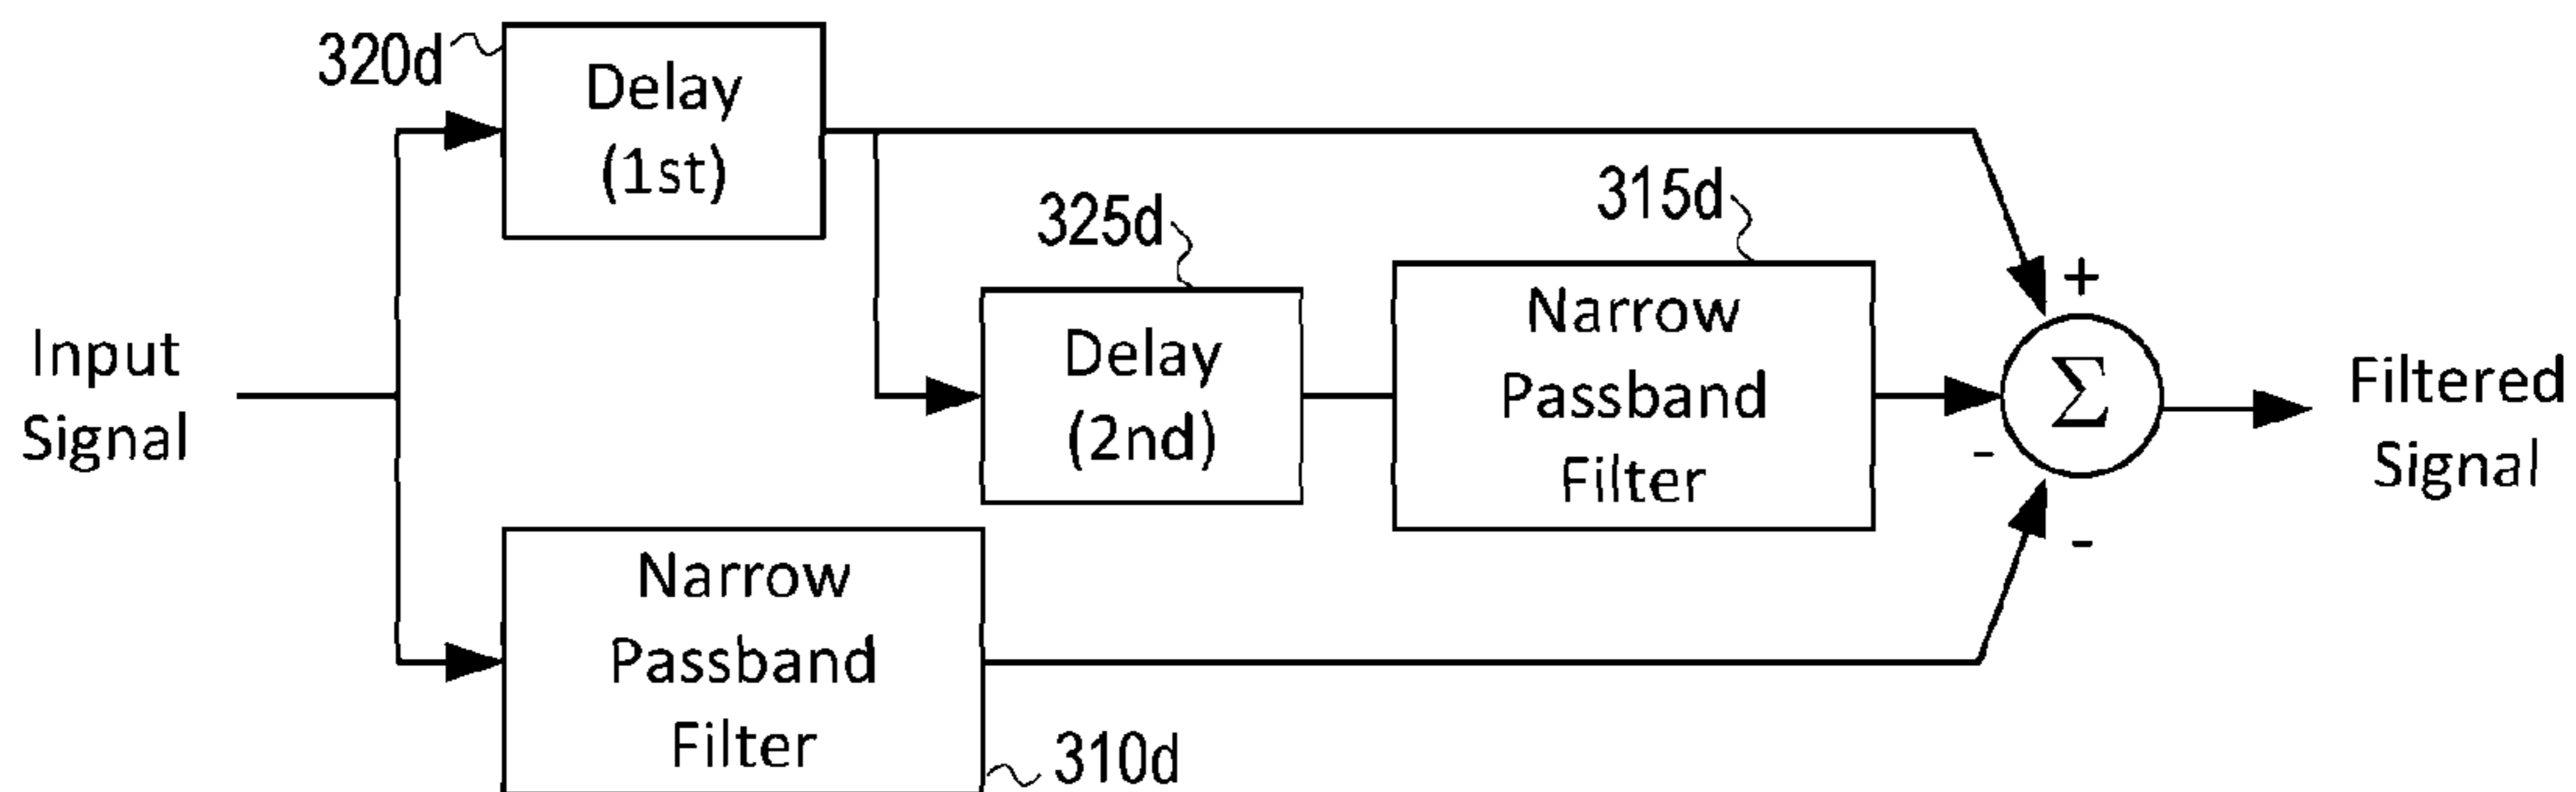 320d
Delay
(1st)
325d
315d
Input
Signal
Delay
(2nd)
Narrow
Passband
Filter
+
-
-
Σ
Filtered
Signal
Narrow
Passband
Filter
310d